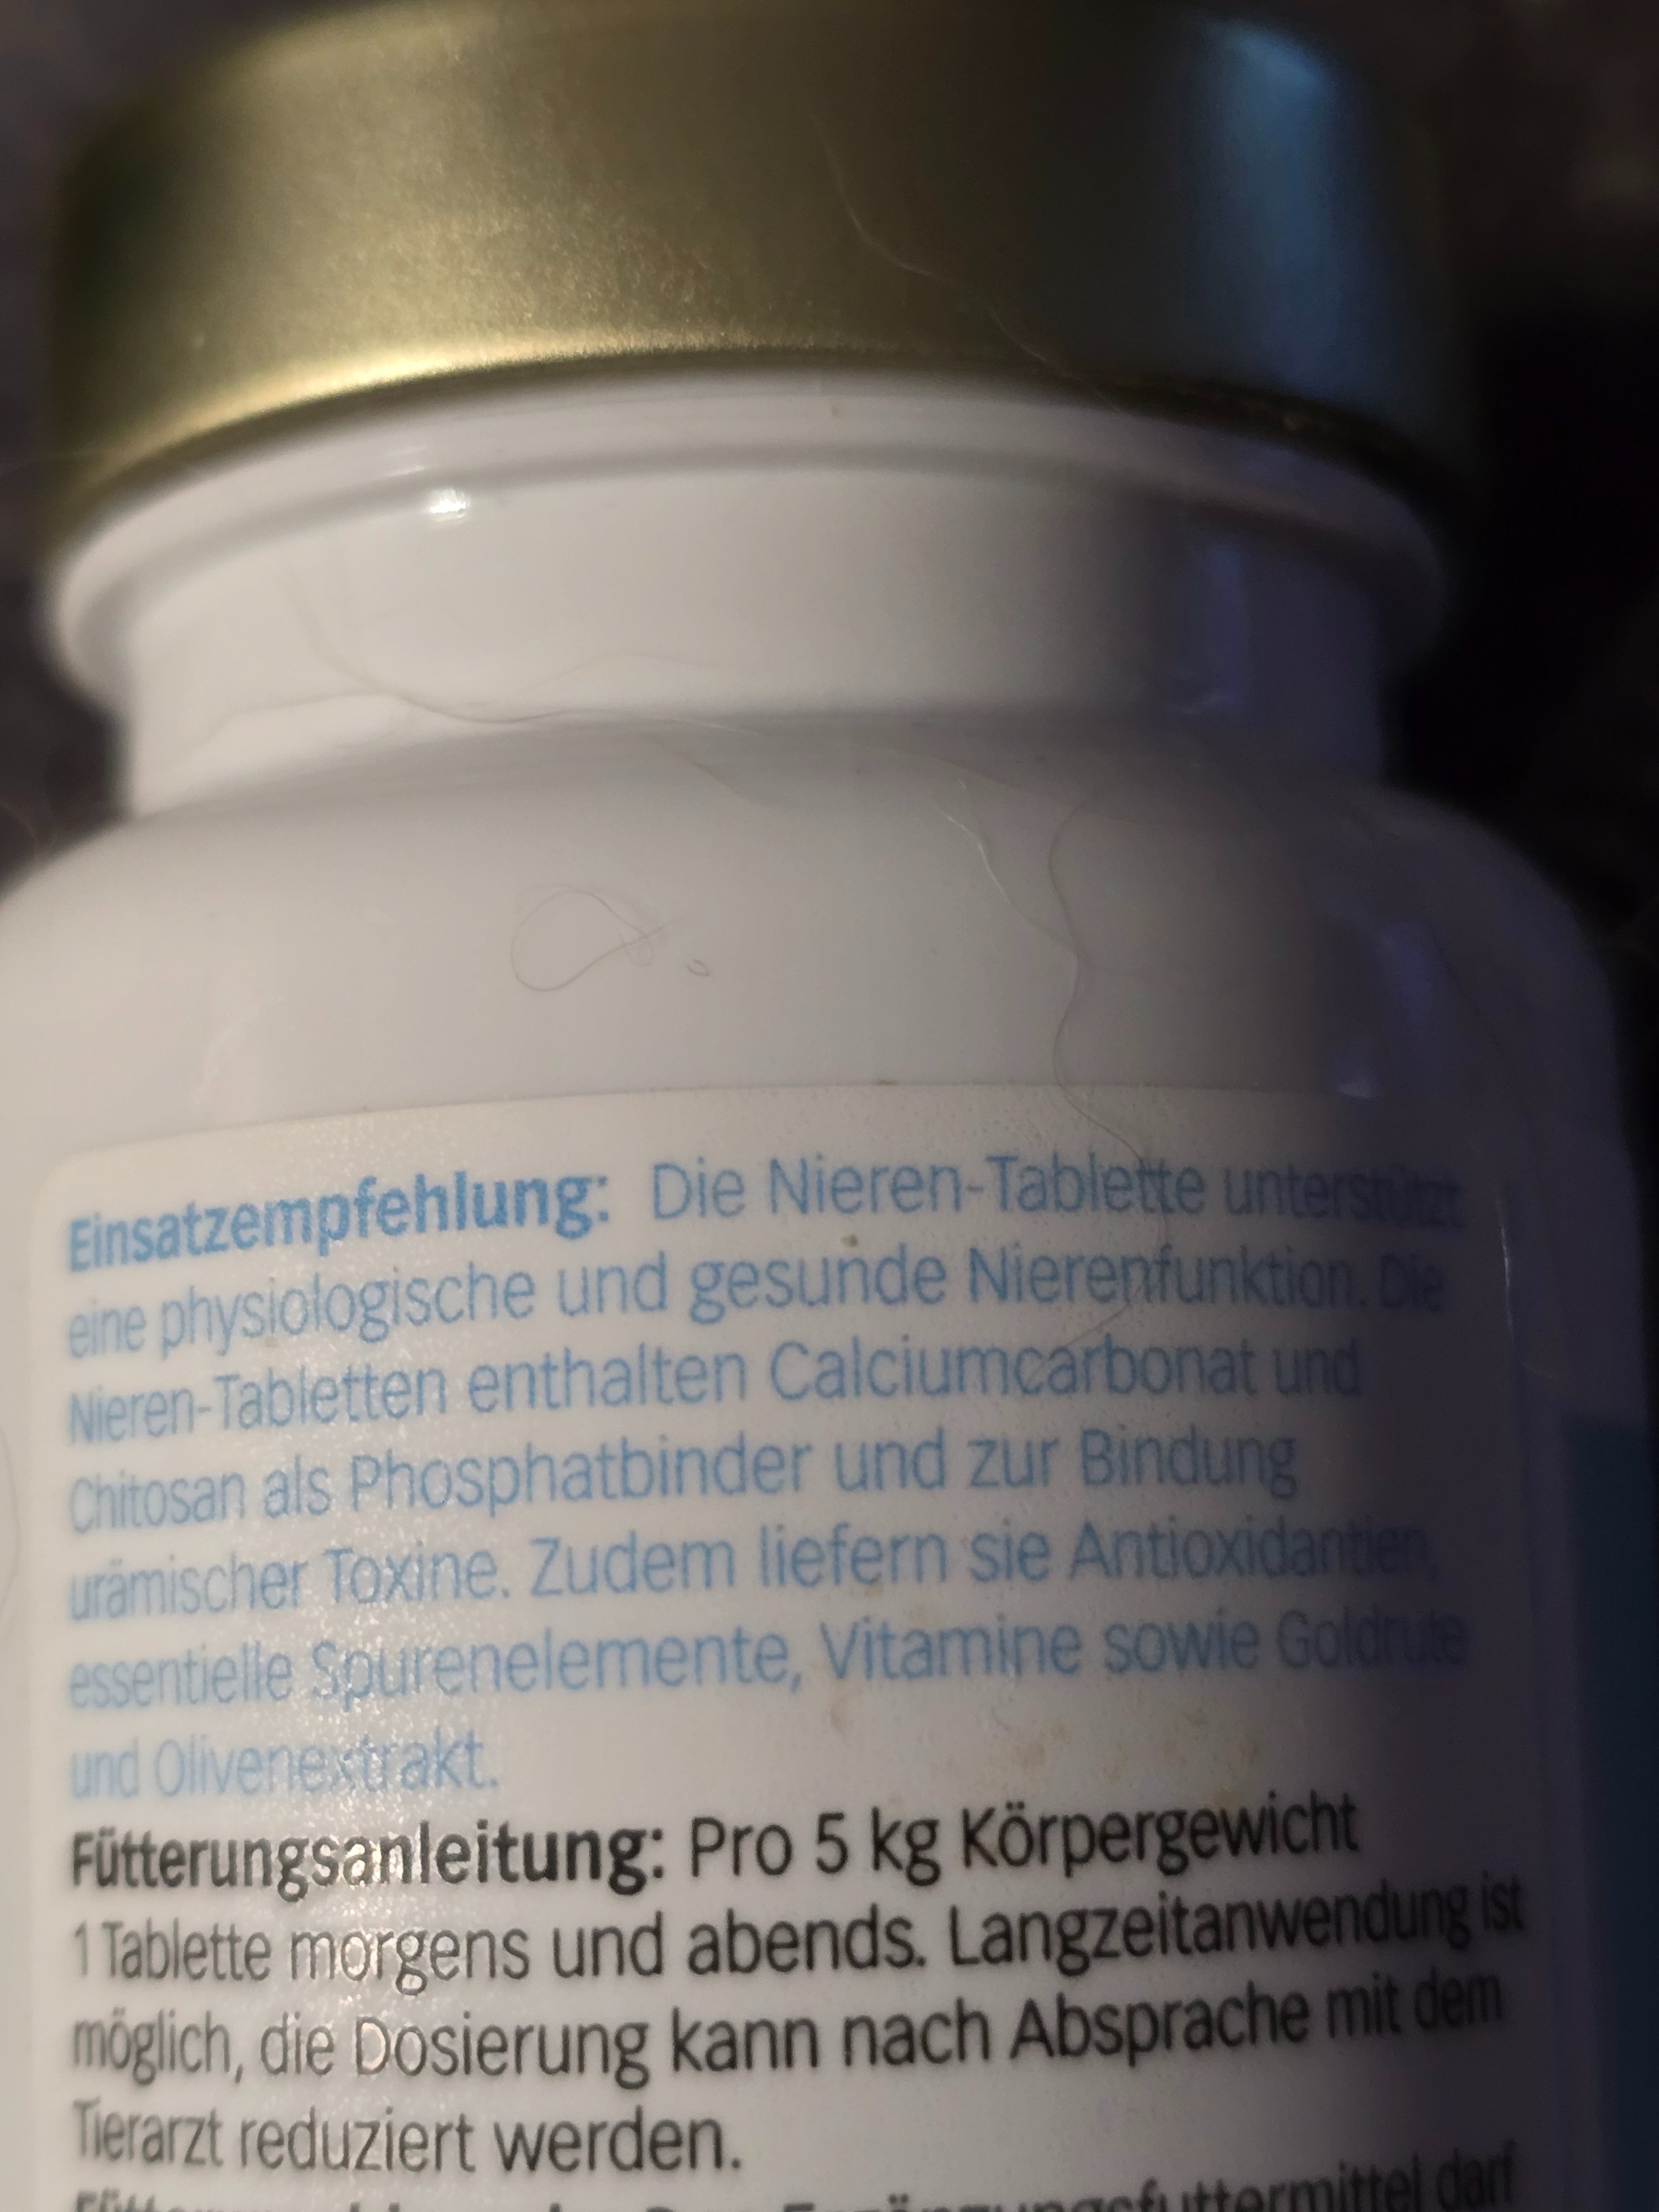 Einsatzempfehlung: Die Nieren-Tablette unterstützt
eine physiologische und gesunde Nierenfunktion. Die
Nieren-Tabletten enthalten Calciumcarbonat und
Chitosan als Phosphatbinder und zur Bindung
urämischer Toxine. Zudem liefern sie Antioxidantien,
essentielle Spurenelemente, Vitamine sowie Goldrute
und Olivenextrakt.
Fütterungsanleitung: Pro 5 kg Körpergewicht
1 Tablette morgens und abends. Langzeitanwendung ist
möglich, die Dosierung kann nach Absprache mit dem
Tierarzt reduziert werden.
Ergänzungsfuttermittel darf